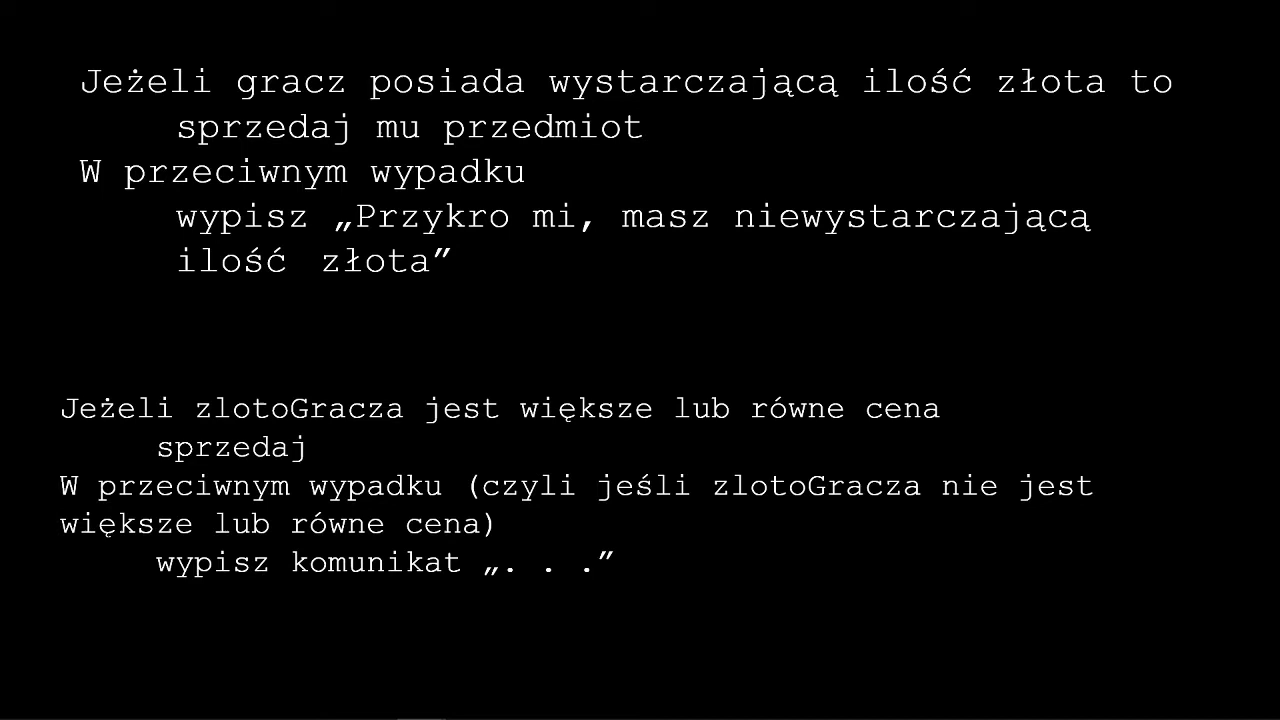 Jeżeli gracz posiada wystarczającą ilość złota to
sprzedaj mu przedmiot
W przeciwnym wypadku
wypisz „Przykro mi, masz niewystarczającą
ilość złota”
Jeżeli zlotoGracza jest większe lub równe cena
sprzedaj
W przeciwnym wypadku (czyli jeśli zlotoGracza nie jest
większe lub równe cena)
wypisz komunikat „. . .”